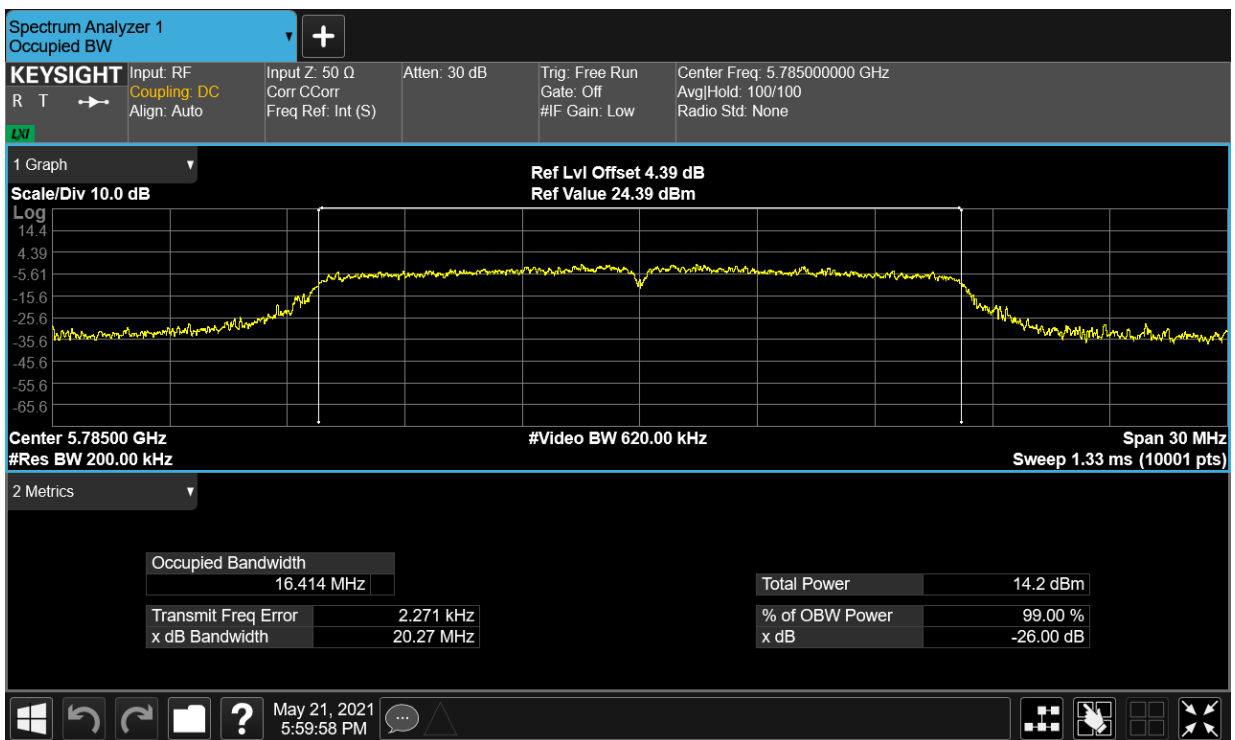 Spectrum Analyzer 1
Occupied BW
KEYSIGHT
R T
LXI
Input: RF
Coupling: DC
Align: Auto
Input Z: 50 Ω
Corr CCorr
Freq Ref: Int (S)
Atten: 30 dB
Trig: Free Run
Gate: Off
#IF Gain: Low
Center Freq: 5.785000000 GHz
Avg|Hold: 100/100
Radio Std: None
1 Graph
Scale/Div 10.0 dB
Ref Lvl Offset 4.39 dB
Ref Value 24.39 dBm
Log
14.4
4.39
-5.61
-15.6
-25.6
-35.6
-45.6
-55.6
-65.6
Center 5.78500 GHz
#Res BW 200.00 kHz
#Video BW 620.00 kHz
Span 30 MHz
Sweep 1.33 ms (10001 pts)
2 Metrics
Occupied Bandwidth
16.414 MHz
Transmit Freq Error 2.271 kHz
x dB Bandwidth 20.27 MHz
Total Power 14.2 dBm
% of OBW Power 99.00 %
x dB -26.00 dB
?
May 21, 2021
5:59:58 PM